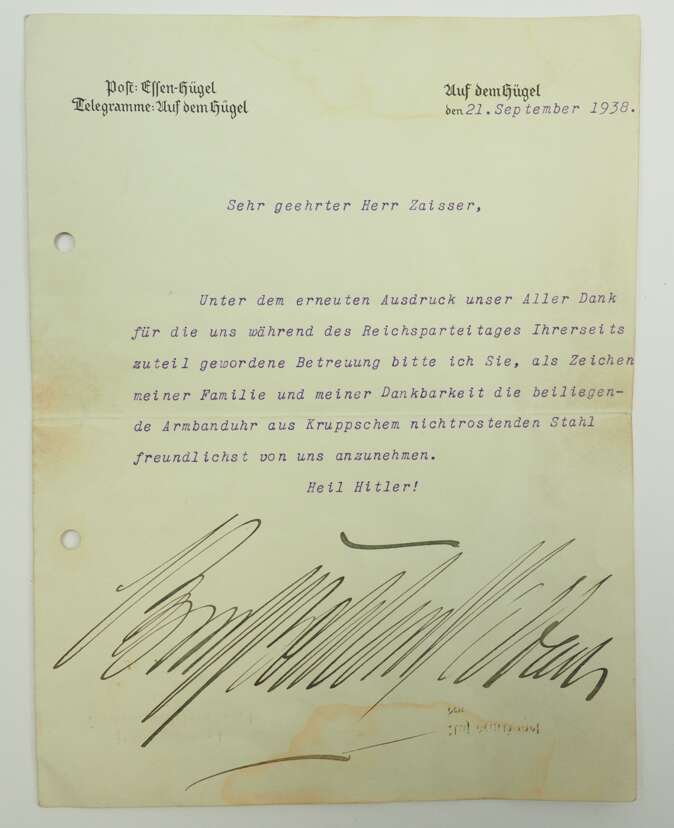 Post: Essen-Hügel
Telegramme: Auf dem Hügel
Auf dem Hügel
den 21. September 1938.
Sehr geehrter Herr Zaisser,
Unter dem erneuten Ausdruck unser Aller Dank
für die uns während des Reichsparteitages Ihrerseits
zuteil gewordene Betreuung bitte ich Sie, als Zeichen
meiner Familie und meiner Dankbarkeit die beiliegen-
de Armbanduhr aus Kruppschem nichtrostenden Stahl
freundlichst von uns anzunehmen.
Heil Hitler!